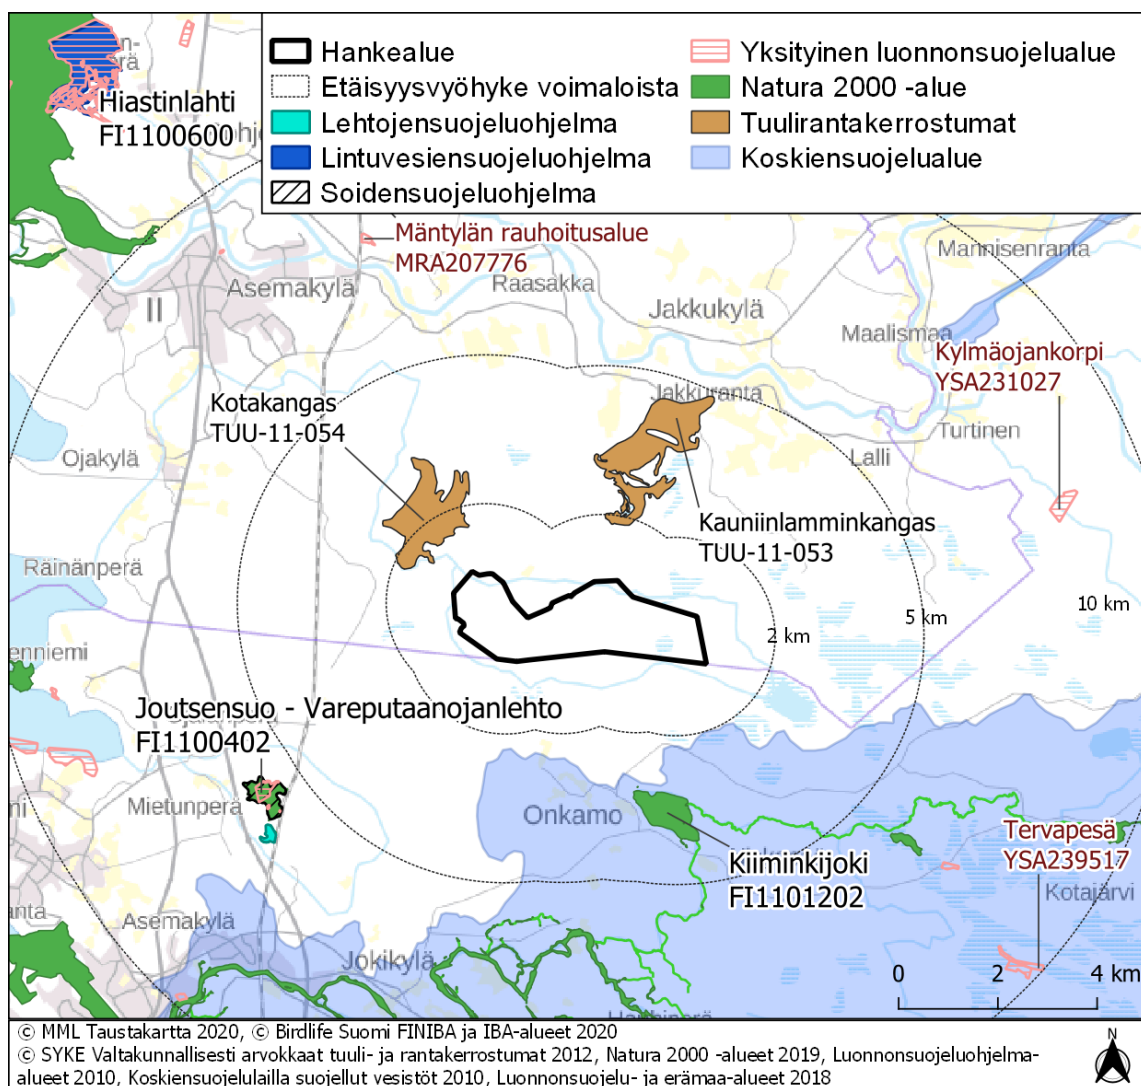 Hankealue
Etäisyysvyöhyke voimaloista
Lehtojensuojeluohjelma
Lintuvesiensuojeluohjelma
Soidensuojeluohjelma
Yksityinen luonnonsuojelualue
Natura 2000 -alue
Tuulirantakerrostumat
Koskiensuojelualue
Hiastinlahti
FI1100600
Mäntylän rauhoitusalue
MRA207776
Mannisenranta
Asemakylä
Raasakka
II
Jakkukylä
Maalismaa
Kylmäojankorpi
YSA231027
Jakkuranta
Kotakangas
TUU-11-054
Turtinen
Ojakylä
Lalli
Kauniinlamminkangas
TUU-11-053
Räinänperä
10 km
5 km
2 km
enniemi
Joutsensuo - Vareputaanojanlehto
FI1100402
Mietunperä
Onkamo
Tervapesä
YSA239517
Kiiminkijoki
FI1101202
Kotajärvi
Asemakylä
Jokikylä
0 2 4 km
© MML Taustakartta 2020, © Birdlife Suomi FINIBA ja IBA-alueet 2020
© SYKE Valtakunnallisesti arvokkaat tuuli- ja rantakerrostumat 2012, Natura 2000 -alueet 2019, Luonnonsuojeluohjelma-
alueet 2010, Koskiensuojelulailla suojellut vesistöt 2010, Luonnonsuojelu- ja erämaa-alueet 2018
N